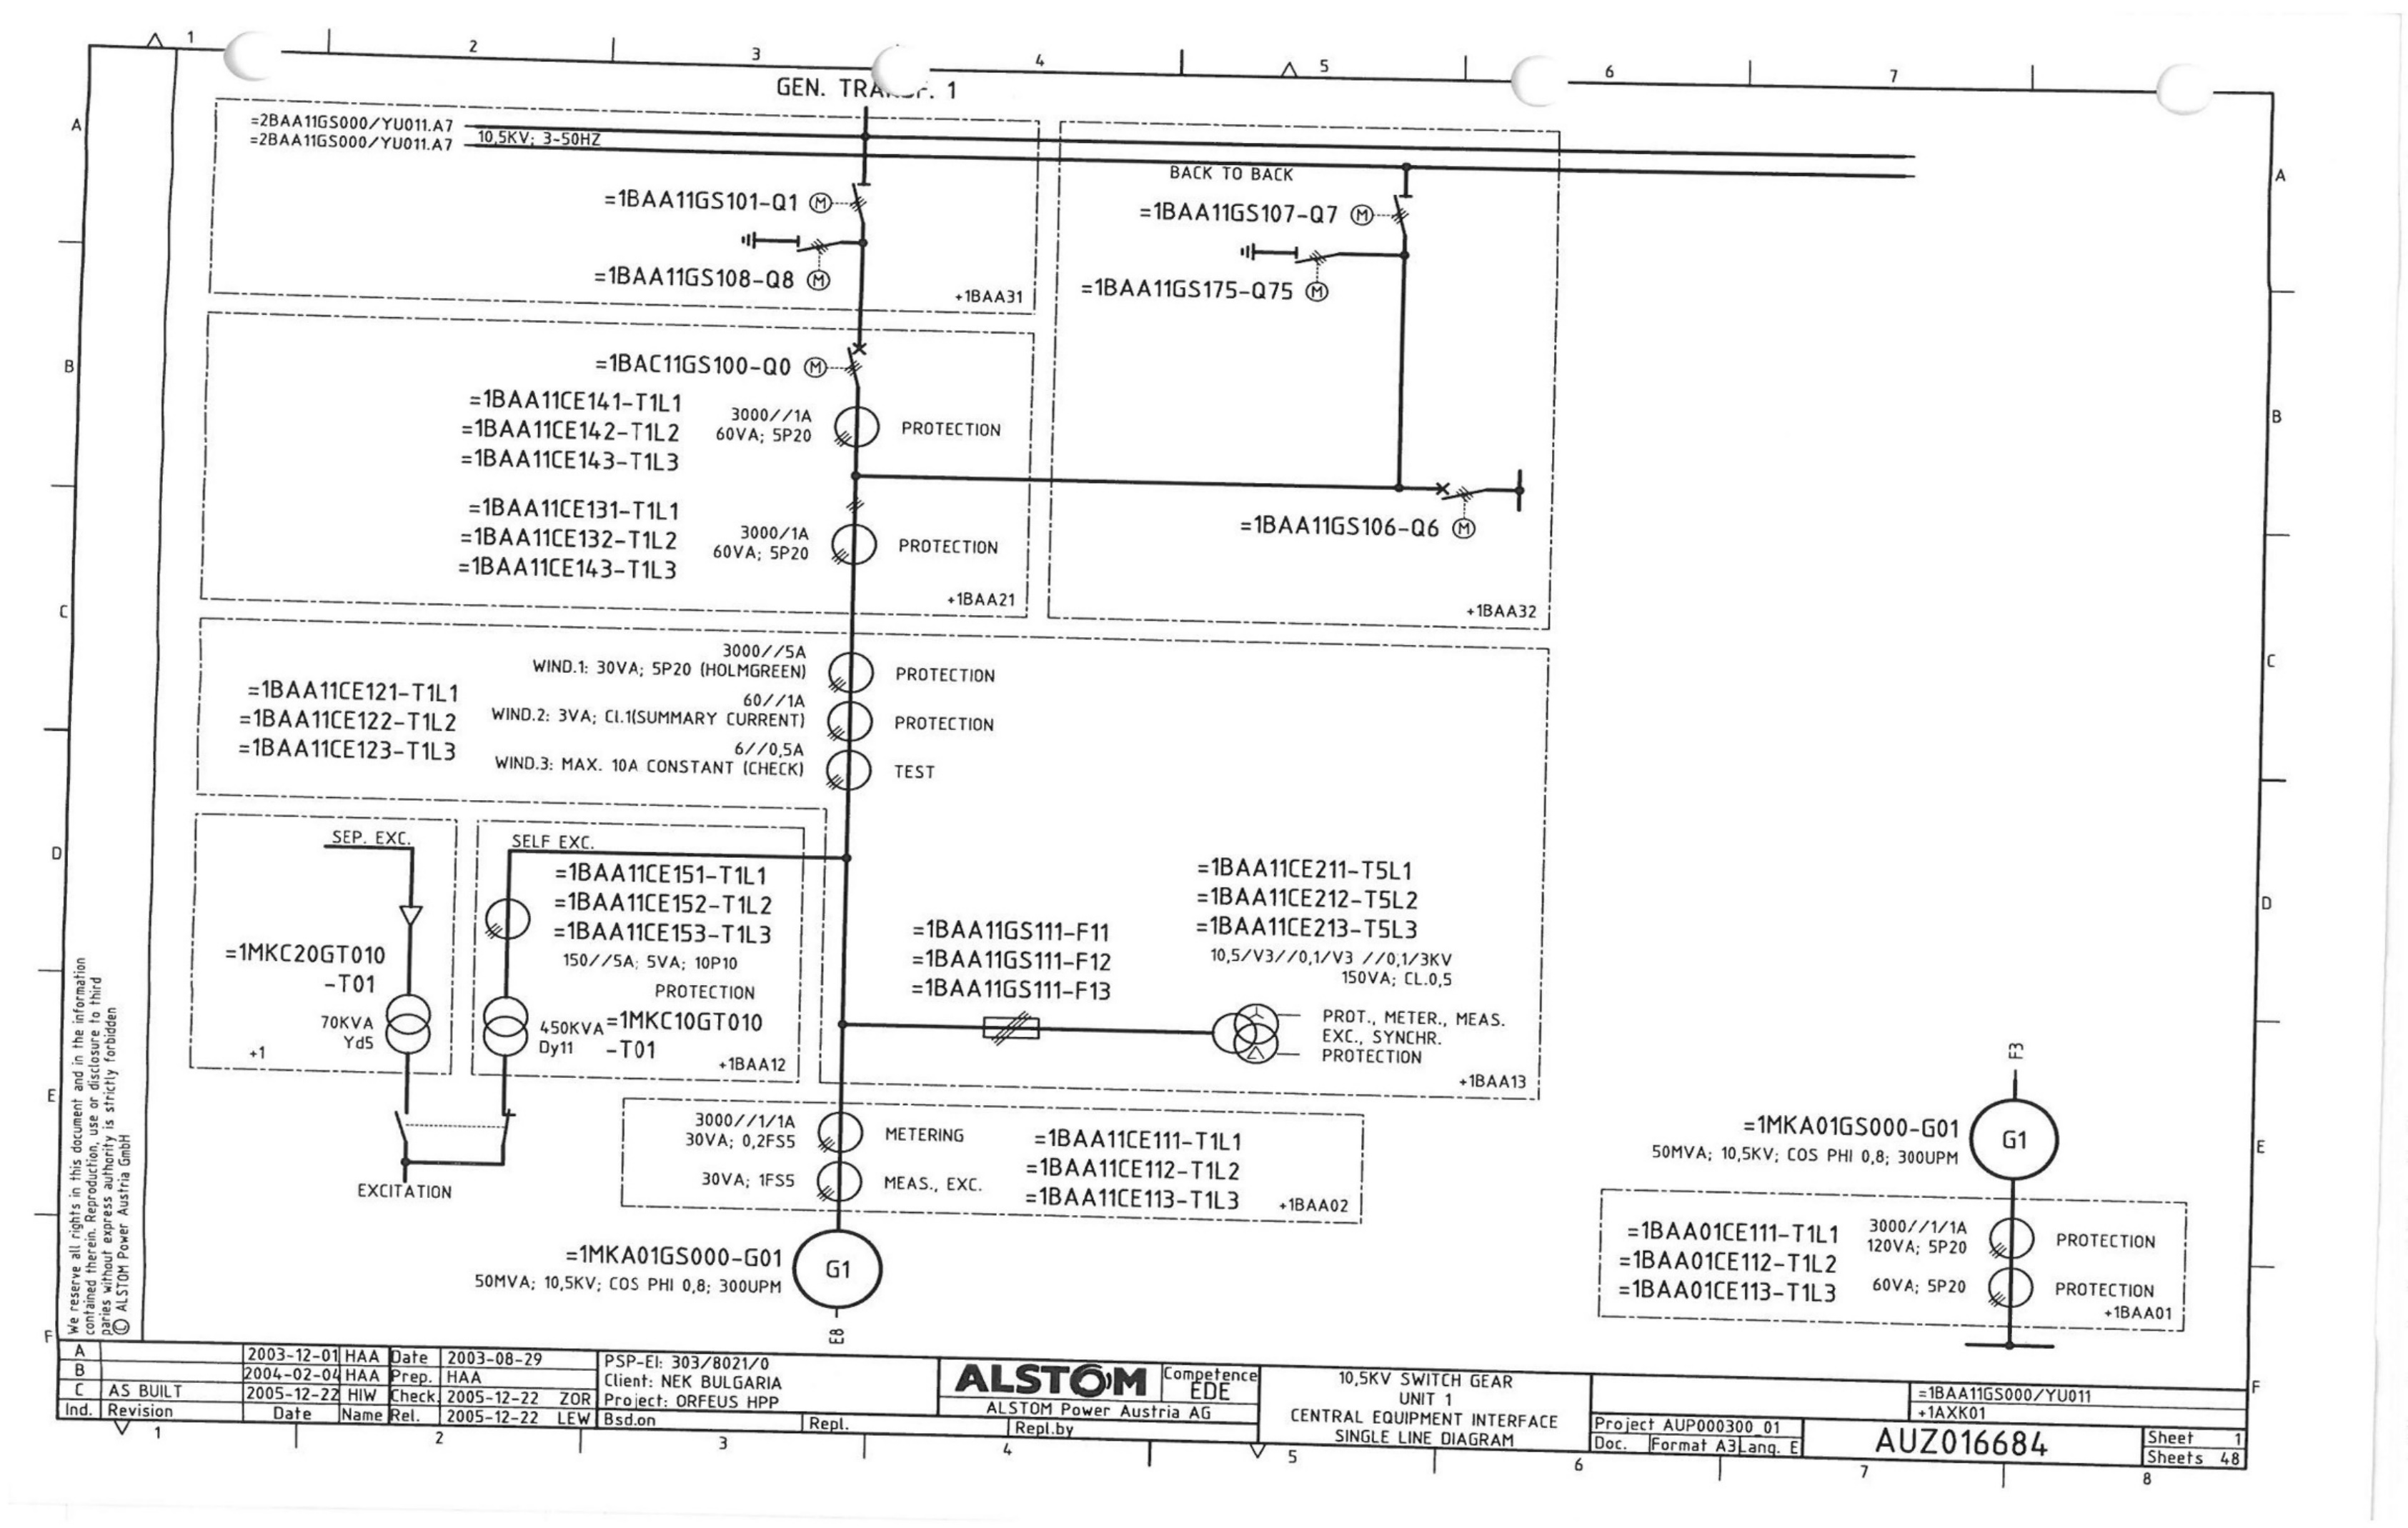 1 2 3 4 5 6 7
GEN. TRA F. 1
=2BAA11GS000/YU011.A7
=2BAA11GS000/YU011.A7
10,5KV; 3-50HZ
BACK TO BACK
=1BAA11GS101-Q1 M
=1BAA11GS107-Q7 M
=1BAA11GS108-Q8 M
=1BAA11GS175-Q75 M
+1BAA31
=1BAC11GS100-Q0 M
=1BAA11CE141-T1L1
=1BAA11CE142-T1L2
=1BAA11CE143-T1L3
3000//1A
60VA; 5P20
PROTECTION
=1BAA11GS106-Q6 M
=1BAA11CE131-T1L1
=1BAA11CE132-T1L2
=1BAA11CE143-T1L3
3000/1A
60VA; 5P20
PROTECTION
+1BAA21
+1BAA32
=1BAA11CE121-T1L1
=1BAA11CE122-T1L2
=1BAA11CE123-T1L3
3000//5A
WIND.1: 30VA; 5P20 (HOLMGREEN)
PROTECTION
60//1A
WIND.2: 3VA; Cl.1(SUMMARY CURRENT)
PROTECTION
6//0,5A
WIND.3: MAX. 10A CONSTANT (CHECK)
TEST
SEP. EXC.
=1MKC20GT010
-T01
70KVA
Yd5
+1
SELF EXC.
=1BAA11CE151-T1L1
=1BAA11CE152-T1L2
=1BAA11CE153-T1L3
150//5A; 5VA; 10P10
PROTECTION
450KVA
Dy11
=1MKC10GT010
-T01
+1BAA12
=1BAA11GS111-F11
=1BAA11GS111-F12
=1BAA11GS111-F13
=1BAA11CE211-T5L1
=1BAA11CE212-T5L2
=1BAA11CE213-T5L3
10,5/V3//0,1/V3 //0,1/3KV
150VA; CL.0,5
PROT., METER., MEAS.
EXC., SYNCHR.
PROTECTION
+1BAA13
EXCITATION
3000//1/1A
30VA; 0,2FS5
METERING
30VA; 1FS5
MEAS., EXC.
=1BAA11CE111-T1L1
=1BAA11CE112-T1L2
=1BAA11CE113-T1L3
+1BAA02
=1MKA01GS000-G01
50MVA; 10,5KV; COS PHI 0,8; 300UPM
G1
E8
F3
=1MKA01GS000-G01
50MVA; 10,5KV; COS PHI 0,8; 300UPM
G1
=1BAA01CE111-T1L1
=1BAA01CE112-T1L2
=1BAA01CE113-T1L3
3000//1/1A
120VA; 5P20
PROTECTION
60VA; 5P20
PROTECTION
+1BAA01
A
B
C
D
E
F
A
B
C
D
E
F
We reserve all rights in this document and in the information
contained therein. Reproduction, use or disclosure to third
paries without express authority is strictly forbidden
© ALSTOM Power Austria GmbH
A 2003-12-01 HAA Date 2003-08-29
B 2004-02-04 HAA Prep. HAA
C AS BUILT 2005-12-22 HIW Check 2005-12-22 ZOR
Ind. Revision Date Name Rel. 2005-12-22 LEW
PSP-El: 303/8021/0
Client: NEK BULGARIA
Project: ORFEUS HPP
Bsd.on Repl. Repl.by
ALSTOM
Competence
EDE
ALSTOM Power Austria AG
10,5KV SWITCH GEAR
UNIT 1
CENTRAL EQUIPMENT INTERFACE
SINGLE LINE DIAGRAM
Project AUP000300_01
Doc. Format A3 Lang. E
=1BAA11GS000/YU011
+1AXK01
AUZ016684
Sheet 1
Sheets 48
1 2 3 4 5 6 7 8